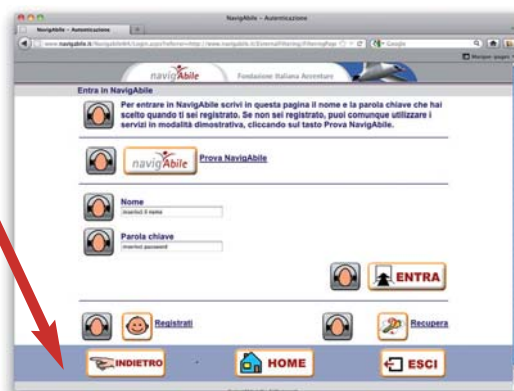 NavigAbile – Autenticazione
NavigAbile – Autenticazione
Google
navigAbile
Fondazione Italiana Accenture
Entra in NavigAbile
Per entrare in NavigAbile scrivi in questa pagina il nome e la parola chiave che hai
scelto quando ti sei registrato. Se non sei registrato, puoi comunque utilizzare i
servizi in modalità dimostrativa, cliccando sul tasto Prova NavigAbile.
navigAbile
Prova NavigAbile
Nome
inserisci il nome
Parola chiave
inserisci password
ENTRA
Registrati
Recupera
INDIETRO
HOME
ESCI